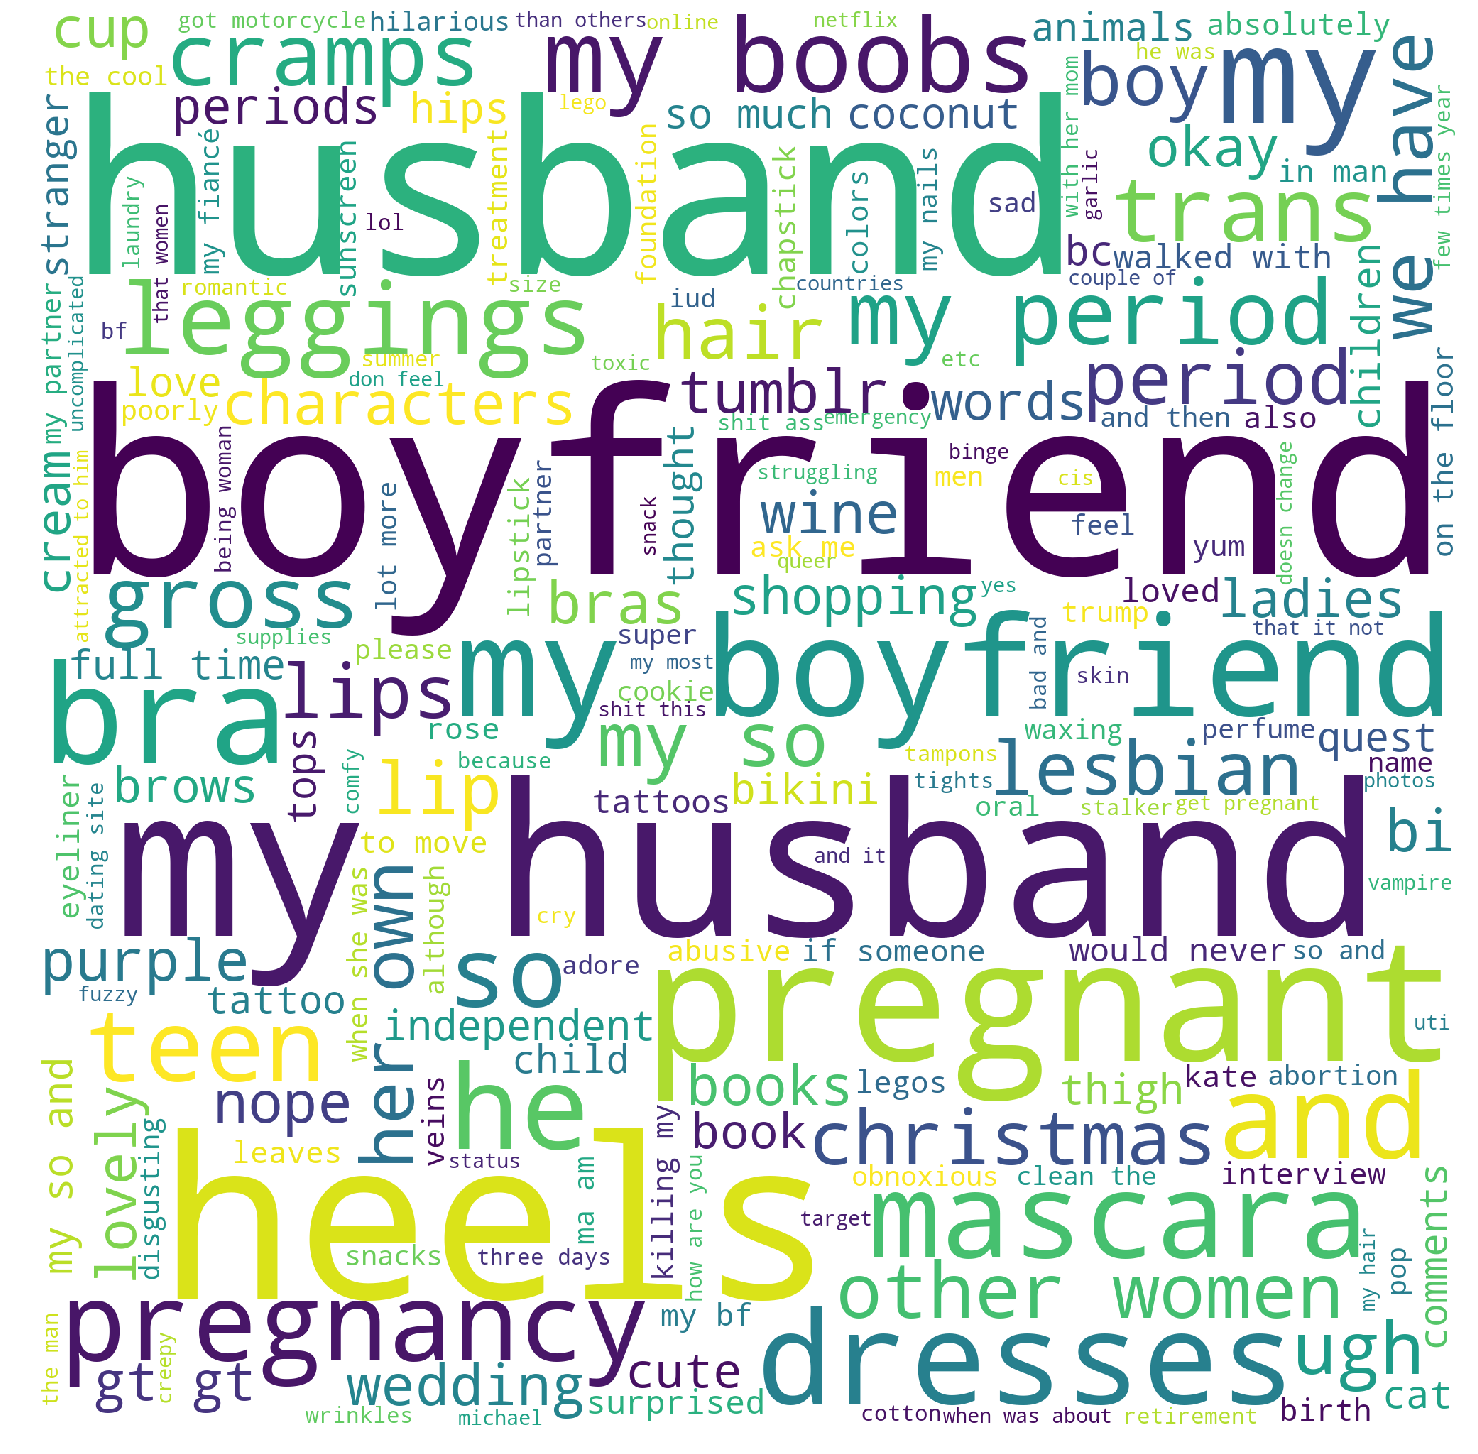 cup
got motorcycle
hilarious
than others
online
netflix
animals
absolutely
the cool
cramps
my boobs
he was
boy
my
we have
periods
hips
lego
so much
coconut
okay
in man
with her mom
few times year
stranger
husband
my fiancé
laundry
that women
sunscreen
lol
treatment
foundation
chapstick
colors
my nails
sad
garlic
trans
bc
walked with
couple of
children
romantic
size
iud
countries
my partner
uncomplicated
bf
leggings
hair
my period
summer
don feel
toxic
etc
love
poorly
characters
tumblr
words
period
and then
also
shit ass
emergency
cream
attracted to him
being woman
boyfriend
lot more
lipstick
partner
snack
thought
struggling
binge
men
cis
wine
feel
ask me
queer
yum
doesn change
on the floor
gross
bras
shopping
yes
loved
ladies
supplies
please
super
trump
that it not
full time
my most
bad and
skin
bra
lips
my boyfriend
cookie
shit this
rose
my so
waxing
perfume
quest
because
tampons
lesbian
name
tops
comfy
brows
lip
tattoos
bikini
tights
oral
stalker
get pregnant
photos
eyeliner
dating site
to move
my husband
and it
bi
vampire
cry
when she was
her own
although
purple
so
adore
abusive
if someone
would never
so and
fuzzy
tattoo
independent
pregnant
uti
teen
child
books
legos
thigh
kate
abortion
nope
he
veins
book
christmas
and
my so and
lovely
disgusting
leaves
status
heels
ma am
killing my
how are you
obnoxious
clean the
interview
target
mascara
snacks
three days
my hair
pop
comments
other women
the man
creepy
pregnancy
my bf
gt gt
wedding
cute
dresses
ugh
surprised
cat
wrinkles
michael
cotton
when was about
retirement
birth